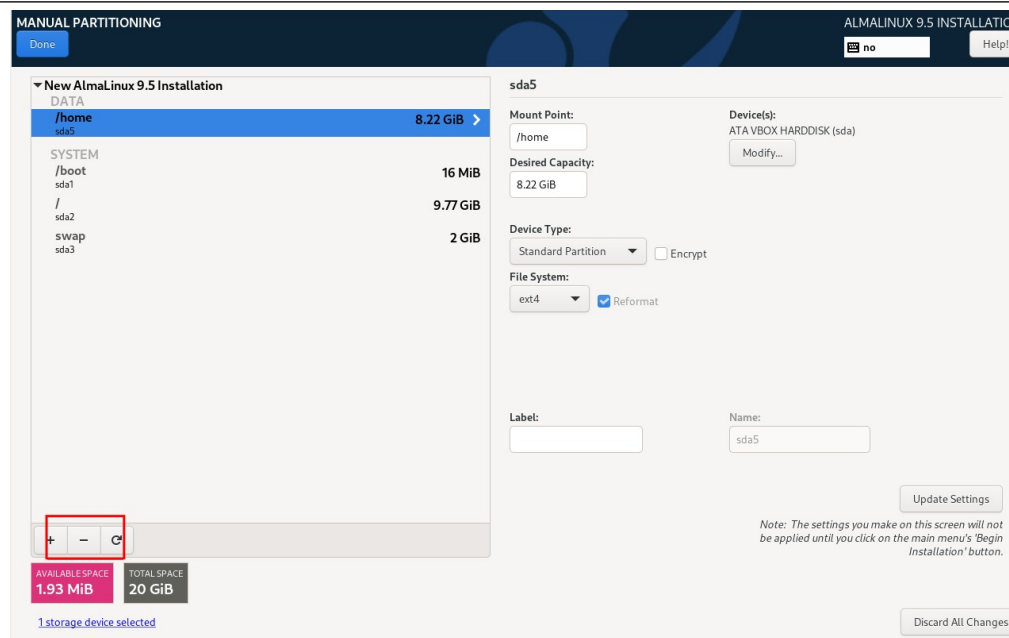 MANUAL PARTITIONING
ALMALINUX 9.5 INSTALLATIO
Done
no
Help!
New AlmaLinux 9.5 Installation
DATA
/home 8.22 GiB
sda5
SYSTEM
/boot 16 MiB
sda1
/ 9.77 GiB
sda2
swap 2 GiB
sda3
+ -
AVAILABLE SPACE
1.93 MiB
TOTAL SPACE
20 GiB
1 storage device selected
sda5
Mount Point:
/home
Device(s):
ATA VBOX HARDDISK (sda)
Modify...
Desired Capacity:
8.22 GiB
Device Type:
Standard Partition
Encrypt
File System:
ext4
Reformat
Label:
Name:
sda5
Update Settings
Note: The settings you make on this screen will not
be applied until you click on the main menu's 'Begin
Installation' button.
Discard All Changes